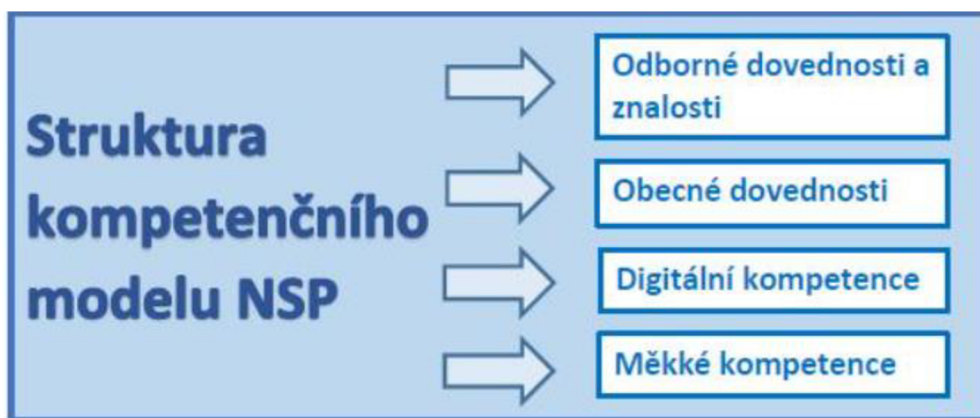 Struktura
kompetenčního
modelu NSP
Odborné dovednosti a
znalosti
Obecné dovednosti
Digitální kompetence
Měkké kompetence